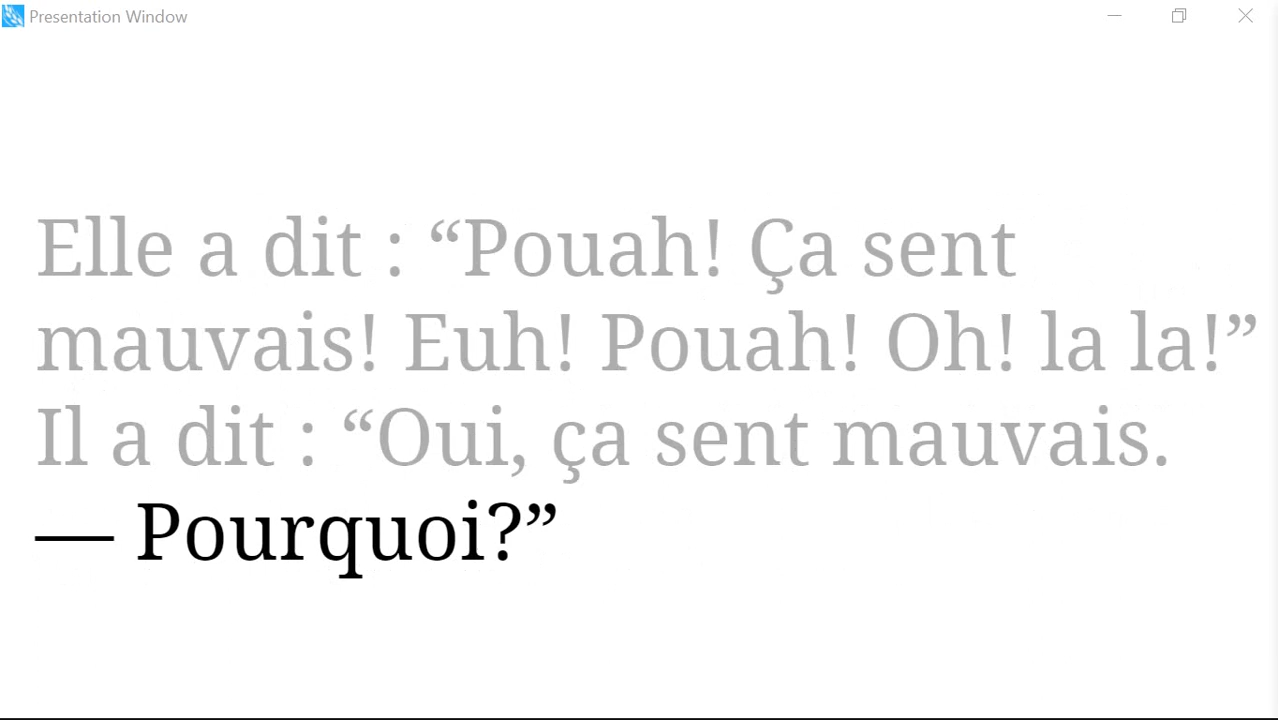 Presentation Window
Elle a dit : “Pouah! Ça sent
mauvais! Euh! Pouah! Oh! la la!”
Il a dit : “Oui, ça sent mauvais.
— Pourquoi?”